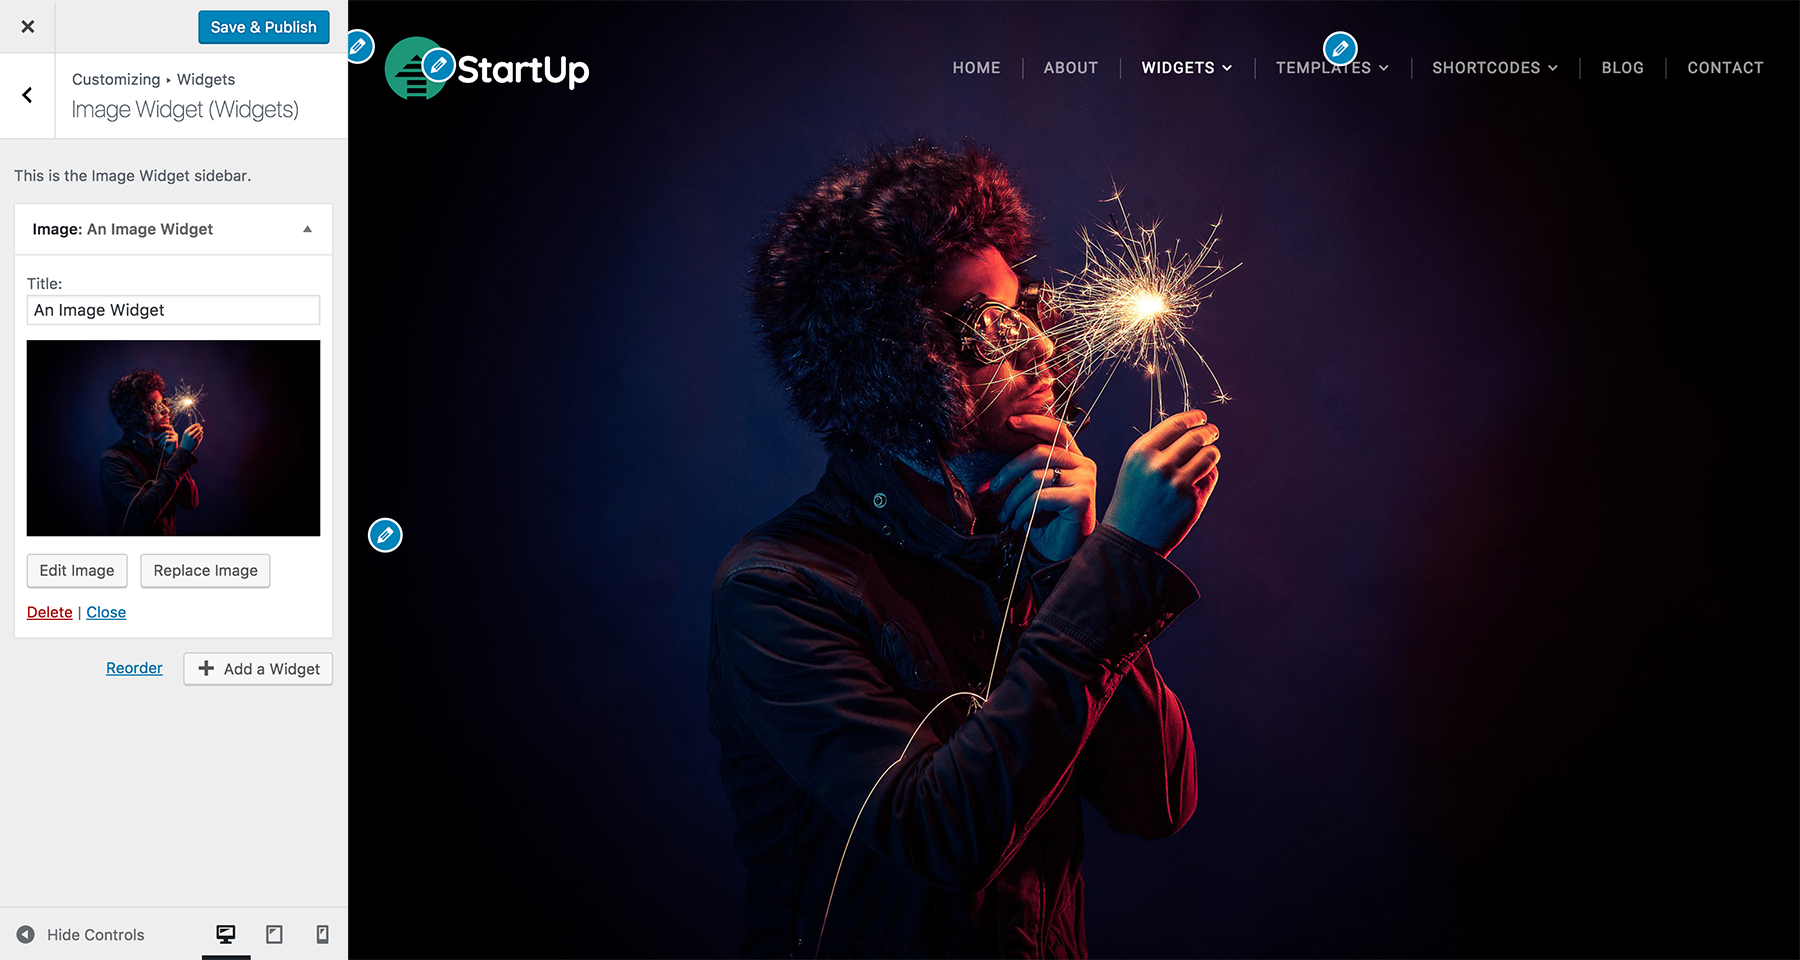 Save & Publish
Customizing ▸ Widgets
Image Widget (Widgets)
This is the Image Widget sidebar.
Image: An Image Widget
Title:
An Image Widget
Edit Image
Replace Image
Delete | Close
Reorder
Add a Widget
Hide Controls
StartUp
HOME
ABOUT
WIDGETS
TEMPLATES
SHORTCODES
BLOG
CONTACT